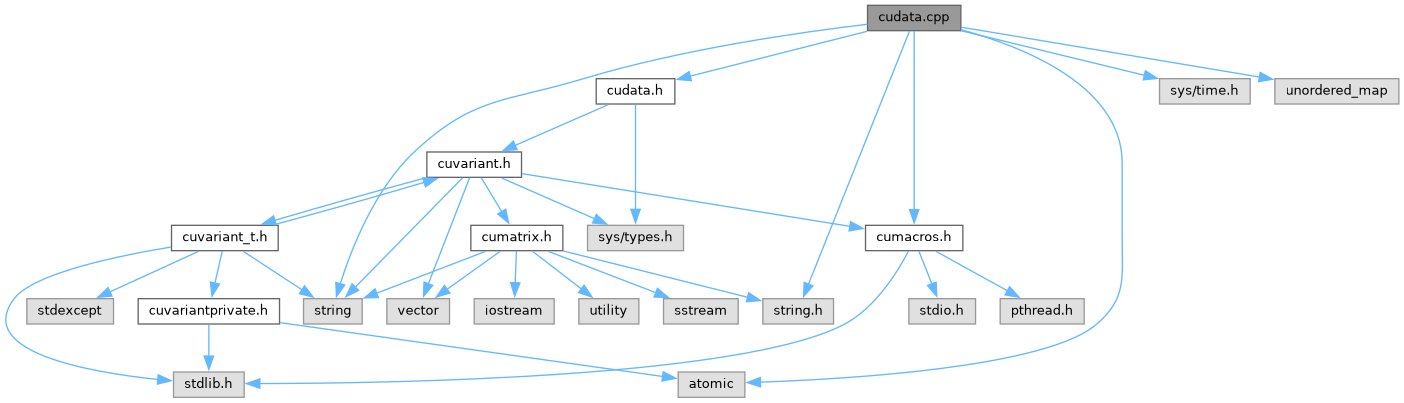 cudata.cpp
cudata.h
sys/time.h
unordered_map
cuvariant.h
cuvariant_t.h
cumatrix.h
sys/types.h
cumacros.h
stdexcept
cuvariantprivate.h
string
vector
iostream
utility
sstream
string.h
stdio.h
pthread.h
stdlib.h
atomic